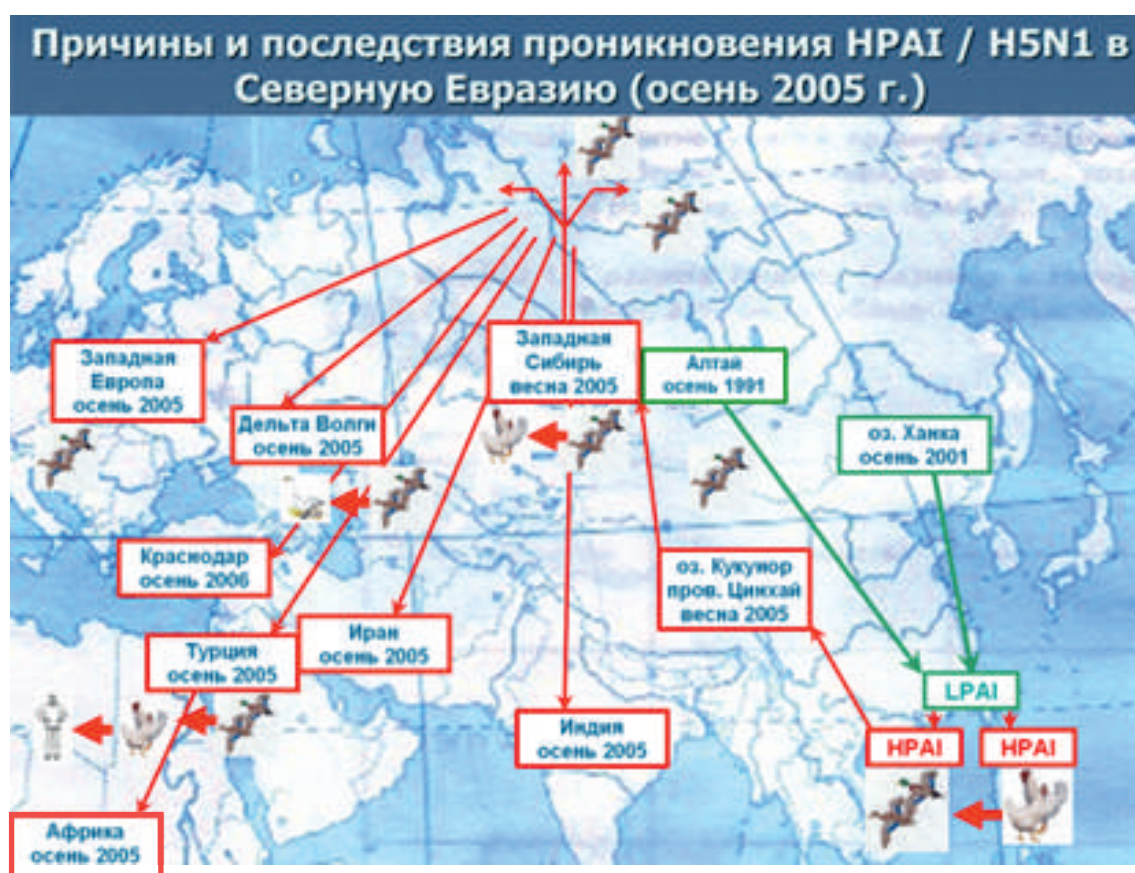 Причины и последствия проникновения HPAI / H5N1 в
Северную Евразию (осень 2005 г.)
Западная
Европа
осень 2005
Дельта Волги
осень 2005
Западная
Сибирь
весна 2005
Алтай
осень 1991
оз. Ханка
осень 2001
Краснодар
осень 2006
оз. Кукунор
пров. Цинхай
весна 2005
Иран
осень 2005
Турция
осень 2005
Индия
осень 2005
LPAI
HPAI
HPAI
Африка
осень 2005